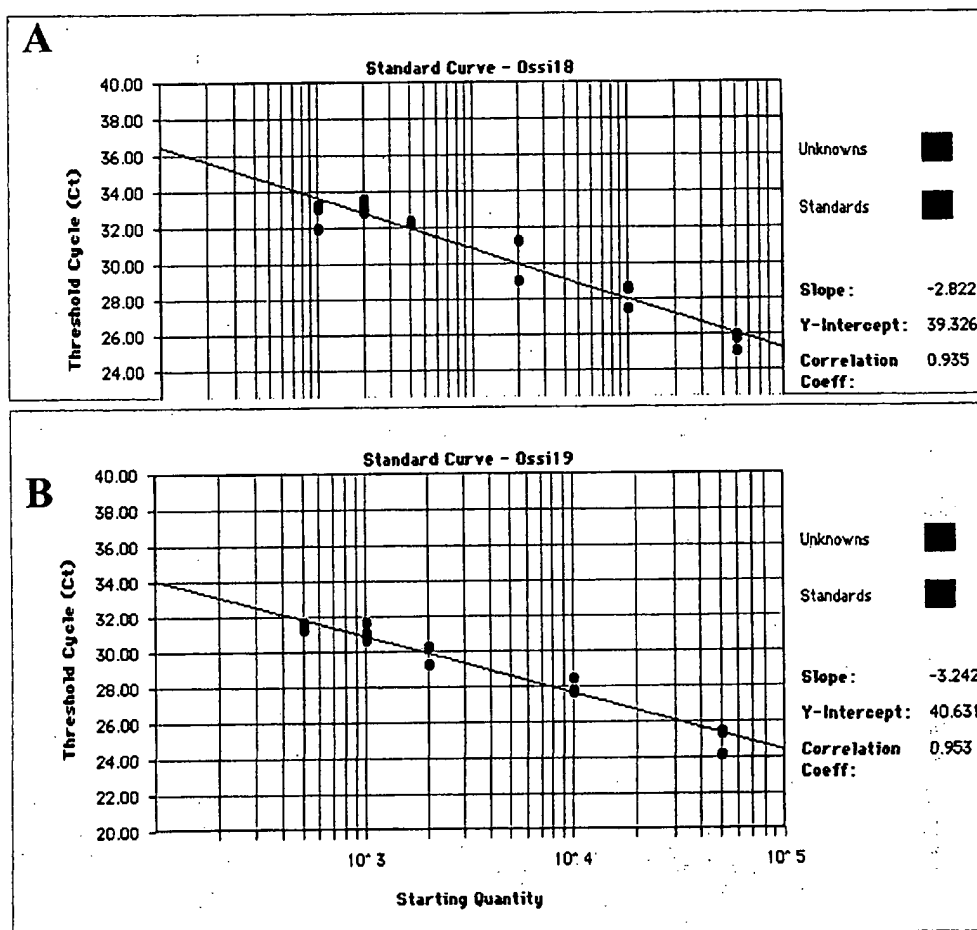 A
Standard Curve - Ossi18
Threshold Cycle (Ct)
40.00
38.00
36.00
34.00
32.00
30.00
28.00
26.00
24.00
Unknowns
Standards
Slope: -2.822
Y-Intercept: 39.326
Correlation 0.935
Coeff:
B
Standard Curve - Ossi19
Threshold Cycle (Ct)
40.00
38.00
36.00
34.00
32.00
30.00
28.00
26.00
24.00
22.00
20.00
10^3 10^4 10^5
Starting Quantity
Unknowns
Standards
Slope: -3.242
Y-Intercept: 40.631
Correlation 0.953
Coeff: